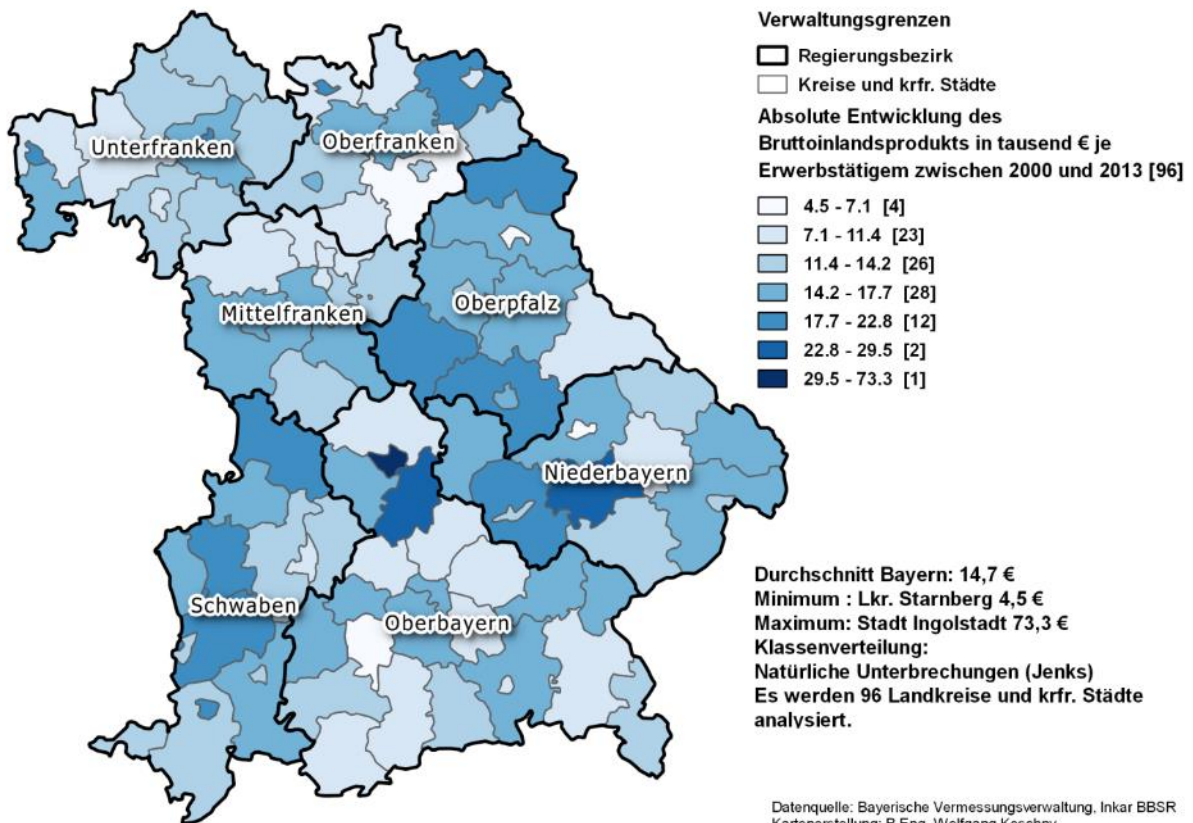 Verwaltungsgrenzen
Regierungsbezirk
Kreise und krfr. Städte
Absolute Entwicklung des
Bruttoinlandsprodukts in tausend € je
Erwerbstätigem zwischen 2000 und 2013 [96]
4.5 - 7.1 [4]
7.1 - 11.4 [23]
11.4 - 14.2 [26]
14.2 - 17.7 [28]
17.7 - 22.8 [12]
22.8 - 29.5 [2]
29.5 - 73.3 [1]
Unterfranken
Oberfranken
Mittelfranken
Oberpfalz
Niederbayern
Schwaben
Oberbayern
Durchschnitt Bayern: 14,7 €
Minimum : Lkr. Starnberg 4,5 €
Maximum: Stadt Ingolstadt 73,3 €
Klassenverteilung:
Natürliche Unterbrechungen (Jenks)
Es werden 96 Landkreise und krfr. Städte
analysiert.
Datenquelle: Bayerische Vermessungsverwaltung, Inkar BBSR
Kartenerstellung: B.Eng. Wolfgang Koschny